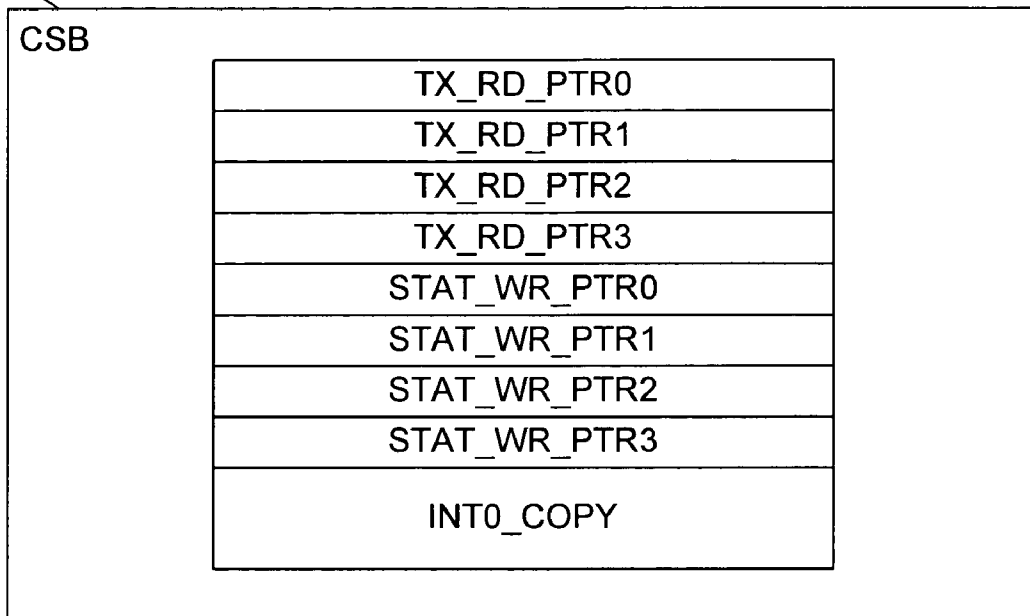 CSB
TX_RD_PTR0
TX_RD_PTR1
TX_RD_PTR2
TX_RD_PTR3
STAT_WR_PTR0
STAT_WR_PTR1
STAT_WR_PTR2
STAT_WR_PTR3
INT0_COPY